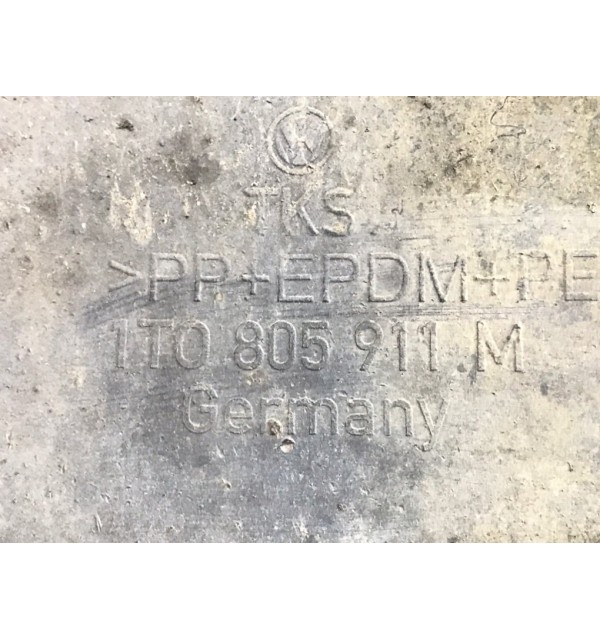 TKS
>PP+EPDM+PE
1T0 805 911 M
Germany